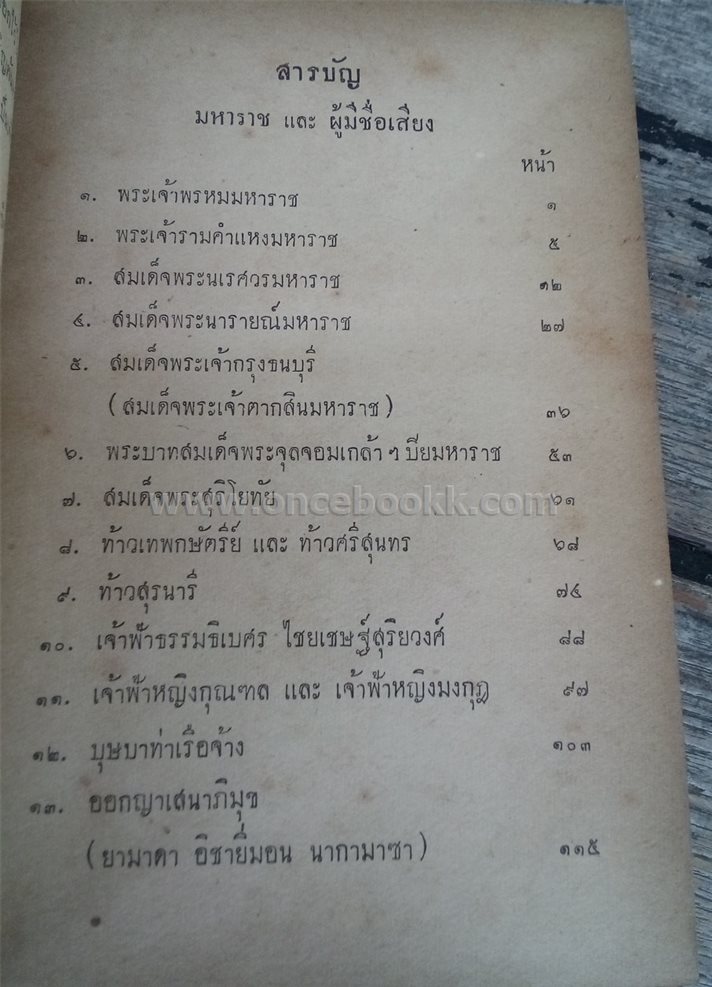 สารบัญ
มหาราช และ ผู้มีชื่อเสียง
หน้า
๑. พระเจ้าพรหมมหาราช ๑
๒. พระเจ้ารามคำแหงมหาราช ๕
๓. สมเด็จพระนเรศวรมหาราช ๑๒
๔. สมเด็จพระนารายณ์มหาราช ๒๗
๕. สมเด็จพระเจ้ากรุงธนบุรี
(สมเด็จพระเจ้าตากสินมหาราช) ๓๖
๖. พระบาทสมเด็จพระจุลจอมเกล้า ฯ ปิยมหาราช ๕๓
๗. สมเด็จพระสุริโยทัย ๖๑
www.oncebookk.com
๘. ท้าวเทพกษัตรีย์ และ ท้าวศรีสุนทร ๖๘
๙. ท้าวสุรนารี ๗๔
๑๐. เจ้าฟ้าธรรมธิเบศร ไชยเชษฐ์สุริยวงศ์ ๘๘
๑๑. เจ้าฟ้าหญิงกุณฑล และ เจ้าฟ้าหญิงมงกุฎ ๙๗
๑๒. บุษบาท่าเรือจ้าง ๑๐๓
๑๓. ออกญาเสนาภิมุข
(ยามาดา อิชายี่มอน นากามาซา) ๑๑๕